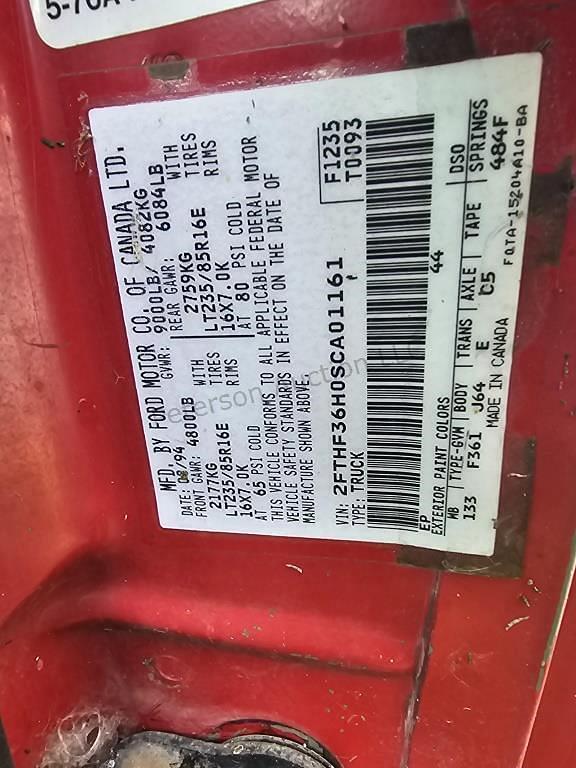 5-70A
MFD. BY FORD MOTOR CO. OF CANADA LTD.
DATE: 08/94 GVWR: 9000LB/ 4082KG
FRONT GAWR: 4800LB REAR GAWR: 6084LB
2177KG WITH 2759KG WITH
LT235/85R16E TIRES LT235/85R16E TIRES
16X7.0K RIMS 16X7.0K RIMS
AT 65 PSI COLD AT 80 PSI COLD
THIS VEHICLE CONFORMS TO ALL APPLICABLE FEDERAL MOTOR
VEHICLE SAFETY STANDARDS IN EFFECT ON THE DATE OF
MANUFACTURE SHOWN ABOVE.
F1235
VIN: 2FTHF36H0SCA01161 T0093
TYPE: TRUCK
EP 44
EXTERIOR PAINT COLORS DSO
WB TYPE-GVM BODY TRANS AXLE TAPE SPRINGS
133 F361 J64 E C5 484F
MADE IN CANADA FOTA-15204A10-BA
Peterson Auction LLC